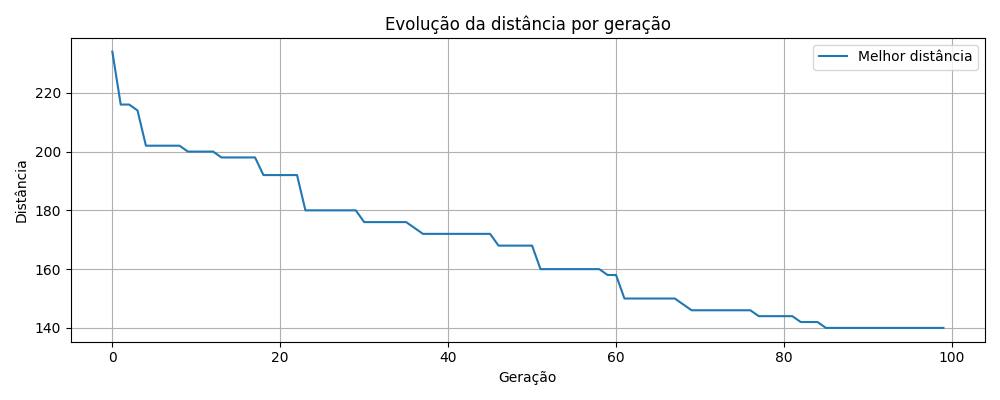 Evolução da distância por geração
Melhor distância
Distância
220
200
180
160
140
0
20
40
60
80
100
Geração